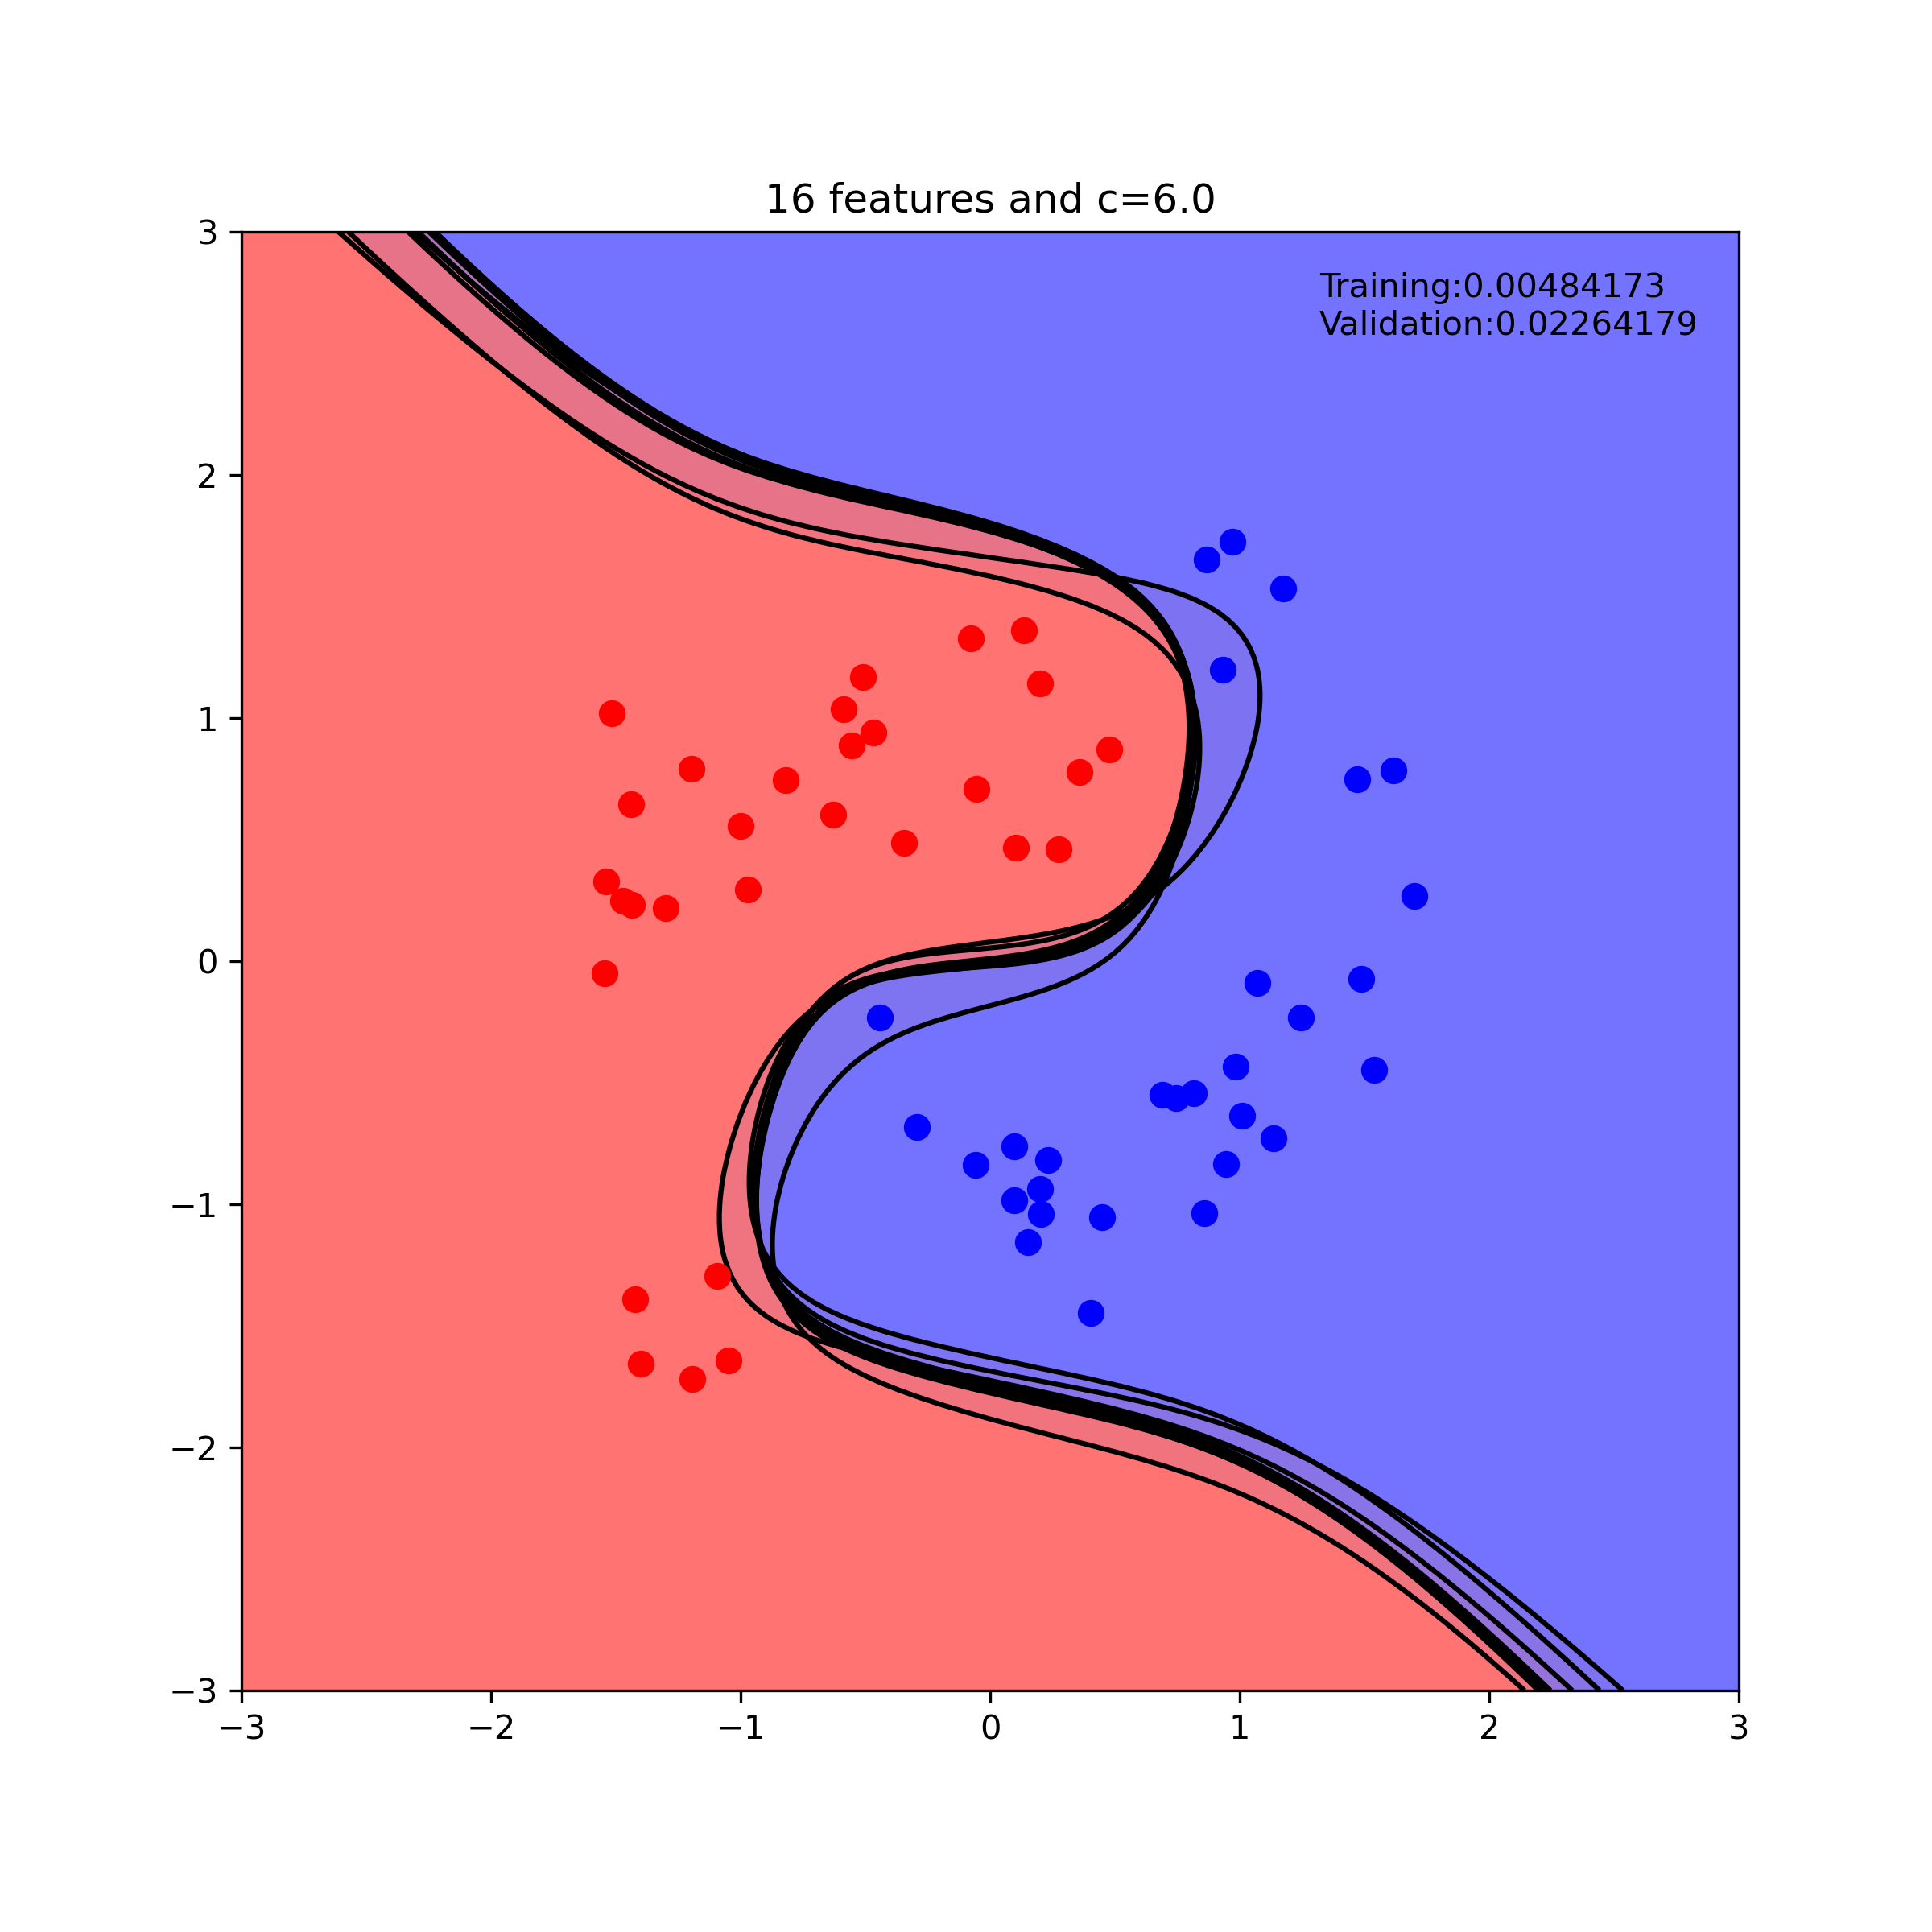 16 features and c=6.0
Training:0.00484173
Validation:0.02264179
3
2
1
0
−1
−2
−3
−3 −2 −1 0 1 2 3